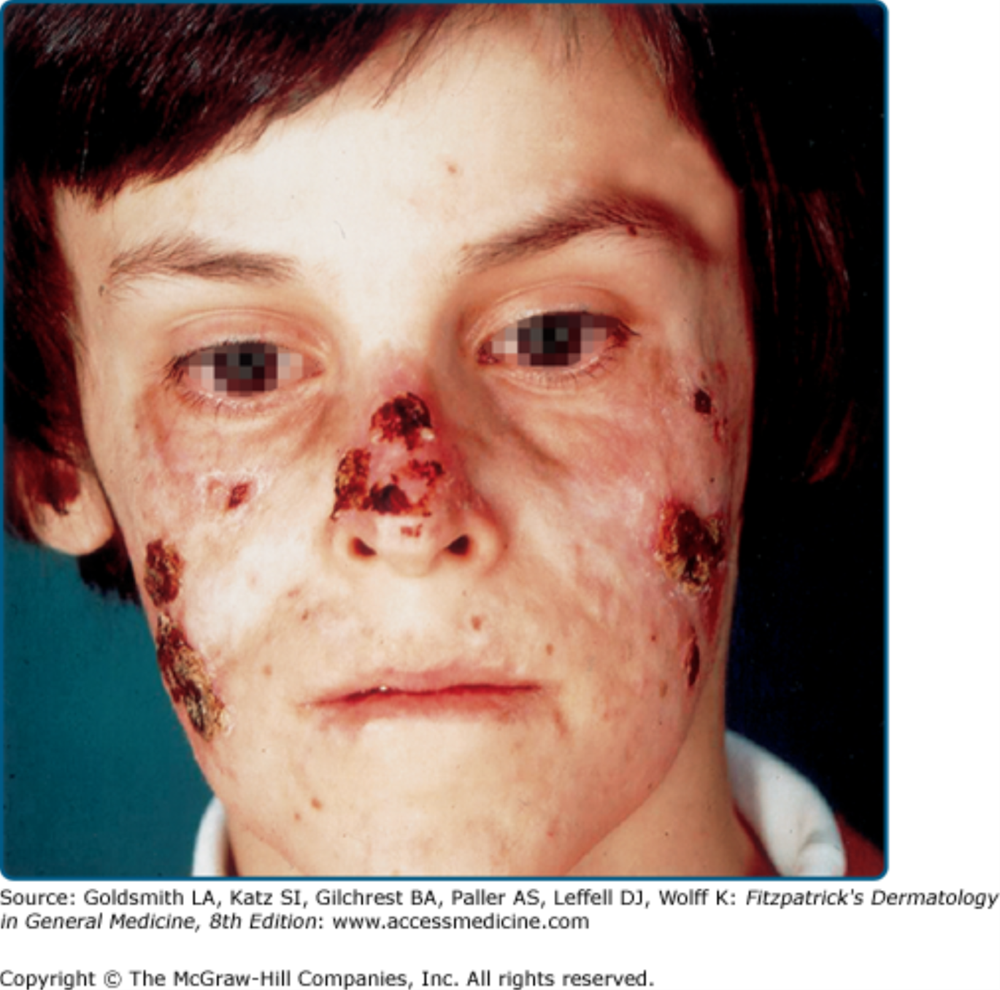 Source: Goldsmith LA, Katz SI, Gilchrest BA, Paller AS, Leffell DJ, Wolff K: Fitzpatrick's Dermatology
in General Medicine, 8th Edition: www.accessmedicine.com
Copyright © The McGraw-Hill Companies, Inc. All rights reserved.